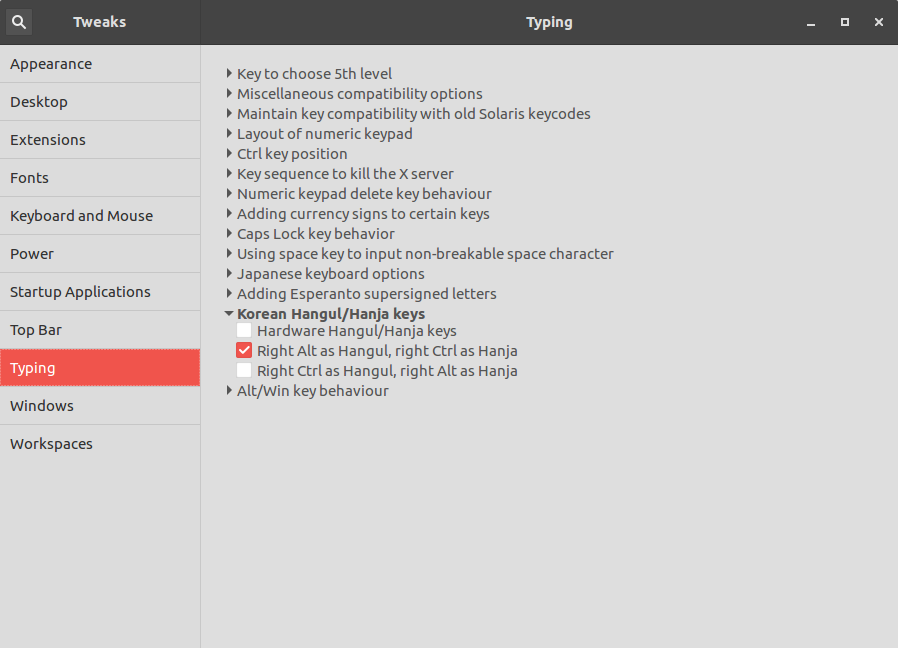 Tweaks
Typing
Appearance
Desktop
Extensions
Fonts
Keyboard and Mouse
Power
Startup Applications
Top Bar
Typing
Windows
Workspaces
Key to choose 5th level
Miscellaneous compatibility options
Maintain key compatibility with old Solaris keycodes
Layout of numeric keypad
Ctrl key position
Key sequence to kill the X server
Numeric keypad delete key behaviour
Adding currency signs to certain keys
Caps Lock key behavior
Using space key to input non-breakable space character
Japanese keyboard options
Adding Esperanto supersigned letters
Korean Hangul/Hanja keys
Hardware Hangul/Hanja keys
Right Alt as Hangul, right Ctrl as Hanja
Right Ctrl as Hangul, right Alt as Hanja
Alt/Win key behaviour